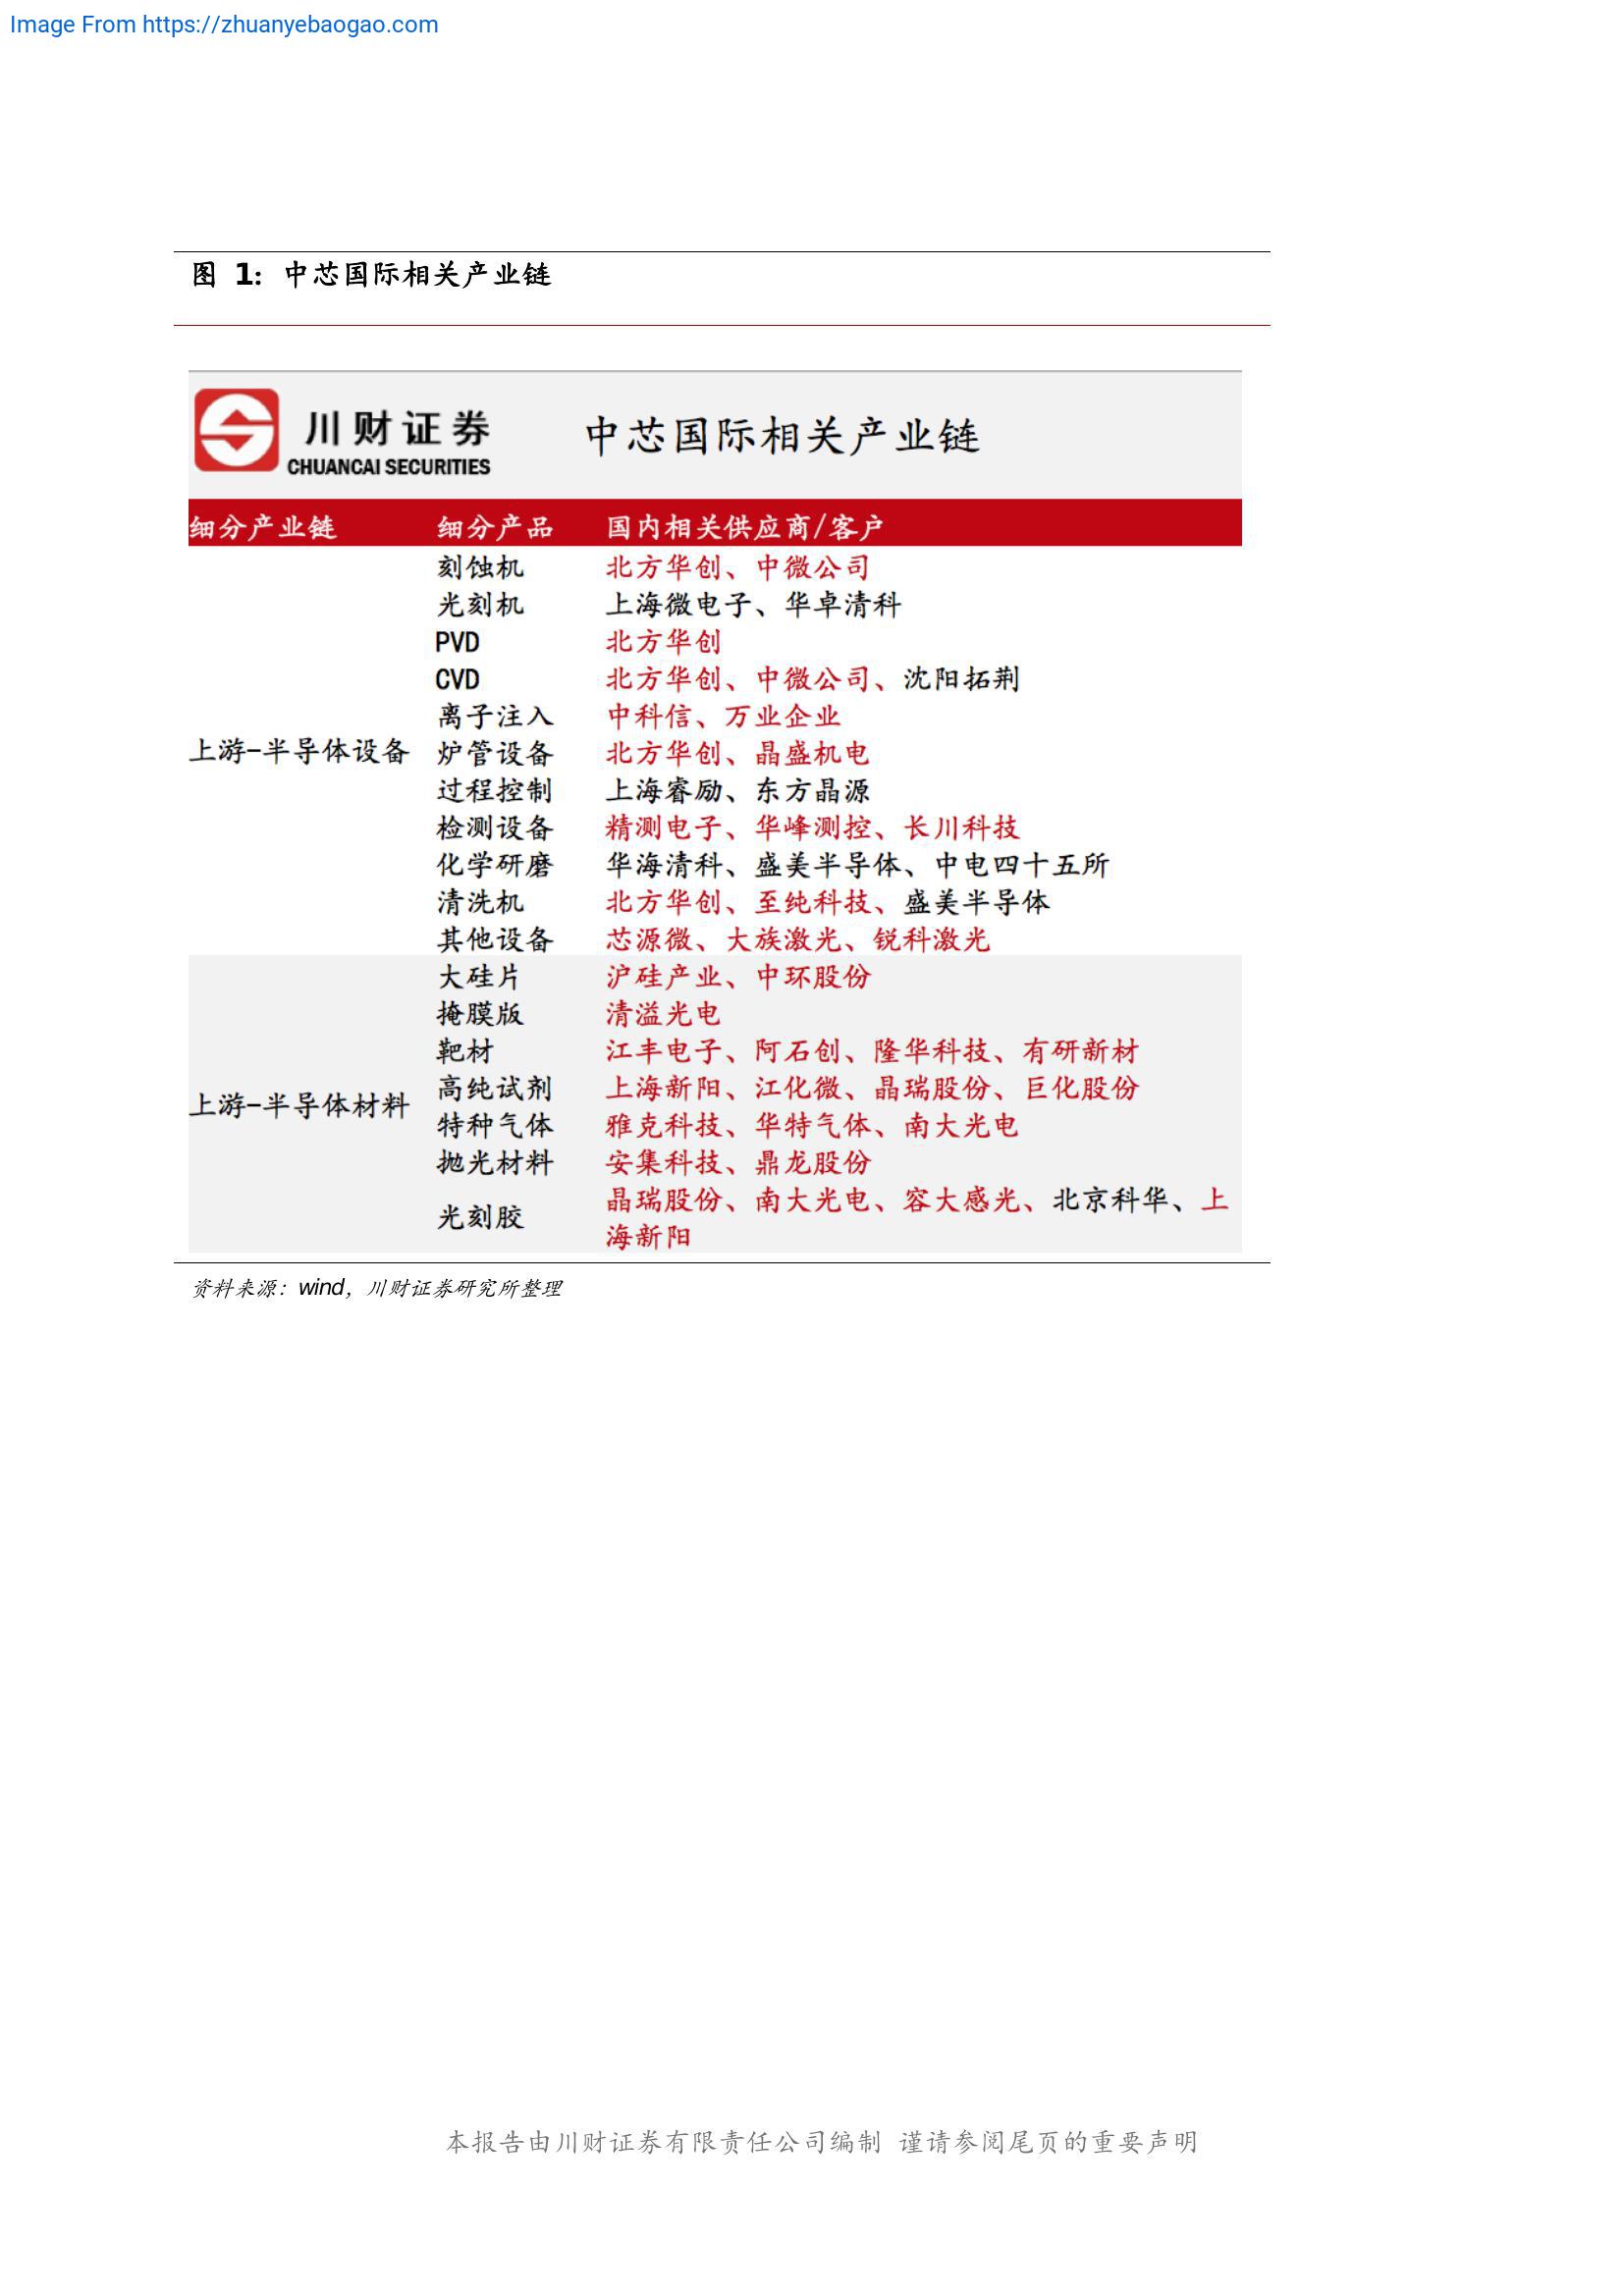 Image From https://zhuanyebaogao.com
图 1：中芯国际相关产业链
川财证券
CHUANCAI SECURITIES
中芯国际相关产业链
细分产业链 细分产品 国内相关供应商/客户
刻蚀机 北方华创、中微公司
光刻机 上海微电子、华卓清科
PVD 北方华创
CVD 北方华创、中微公司、沈阳拓荆
离子注入 中科信、万业企业
上游-半导体设备 炉管设备 北方华创、晶盛机电
过程控制 上海睿励、东方晶源
检测设备 精测电子、华峰测控、长川科技
化学研磨 华海清科、盛美半导体、中电四十五所
清洗机 北方华创、至纯科技、盛美半导体
其他设备 芯源微、大族激光、锐科激光
大硅片 沪硅产业、中环股份
掩膜版 清溢光电
靶材 江丰电子、阿石创、隆华科技、有研新材
上游-半导体材料 高纯试剂 上海新阳、江化微、晶瑞股份、巨化股份
特种气体 雅克科技、华特气体、南大光电
抛光材料 安集科技、鼎龙股份
光刻胶 晶瑞股份、南大光电、容大感光、北京科华、上
海新阳
资料来源：wind，川财证券研究所整理
本报告由川财证券有限责任公司编制 谨请参阅尾页的重要声明